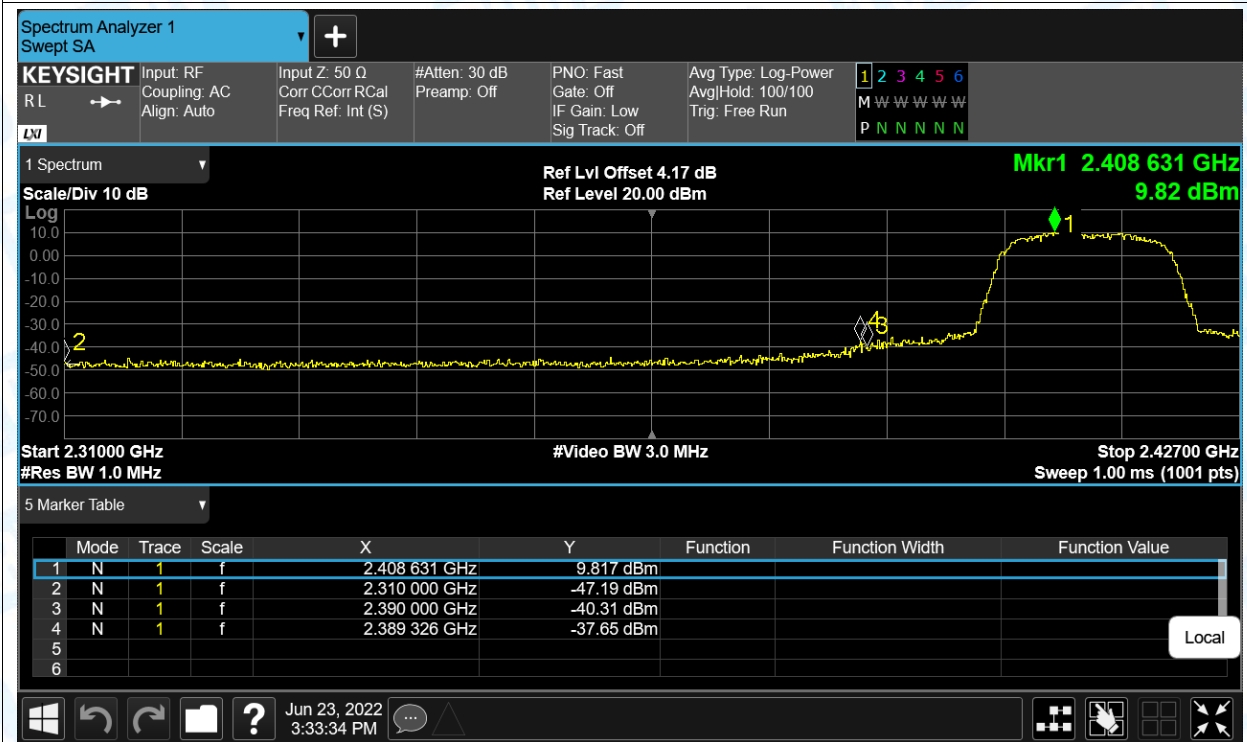 Spectrum Analyzer 1
Swept SA
+
KEYSIGHT
R L
LXI
Input: RF
Coupling: AC
Align: Auto
Input Z: 50 Ω
Corr CCorr RCal
Freq Ref: Int (S)
#Atten: 30 dB
Preamp: Off
PNO: Fast
Gate: Off
IF Gain: Low
Sig Track: Off
Avg Type: Log-Power
Avg|Hold: 100/100
Trig: Free Run
1 2 3 4 5 6
M W W W W W W
P N N N N N N
1 Spectrum
Scale/Div 10 dB
Ref Lvl Offset 4.17 dB
Ref Level 20.00 dBm
Mkr1 2.408 631 GHz
9.82 dBm
Log
10.0
0.00
-10.0
-20.0
-30.0
-40.0
-50.0
-60.0
-70.0
1
2
4
3
Start 2.31000 GHz
#Res BW 1.0 MHz
#Video BW 3.0 MHz
Stop 2.42700 GHz
Sweep 1.00 ms (1001 pts)
5 Marker Table
Mode Trace Scale X Y Function Function Width Function Value
1 N 1 f 2.408 631 GHz 9.817 dBm
2 N 1 f 2.310 000 GHz -47.19 dBm
3 N 1 f 2.390 000 GHz -40.31 dBm
4 N 1 f 2.389 326 GHz -37.65 dBm
5
6
Local
?
Jun 23, 2022
3:33:34 PM